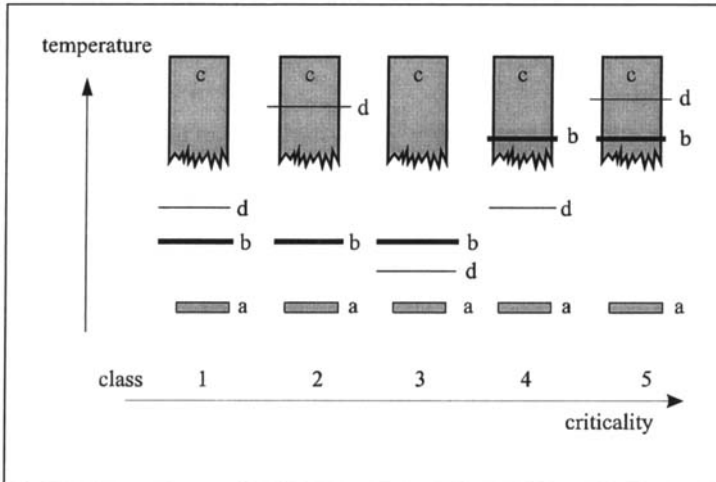 temperature
c c c c c
d
d
b b
d d
b b b
d
a a a a a
class 1 2 3 4 5
criticality